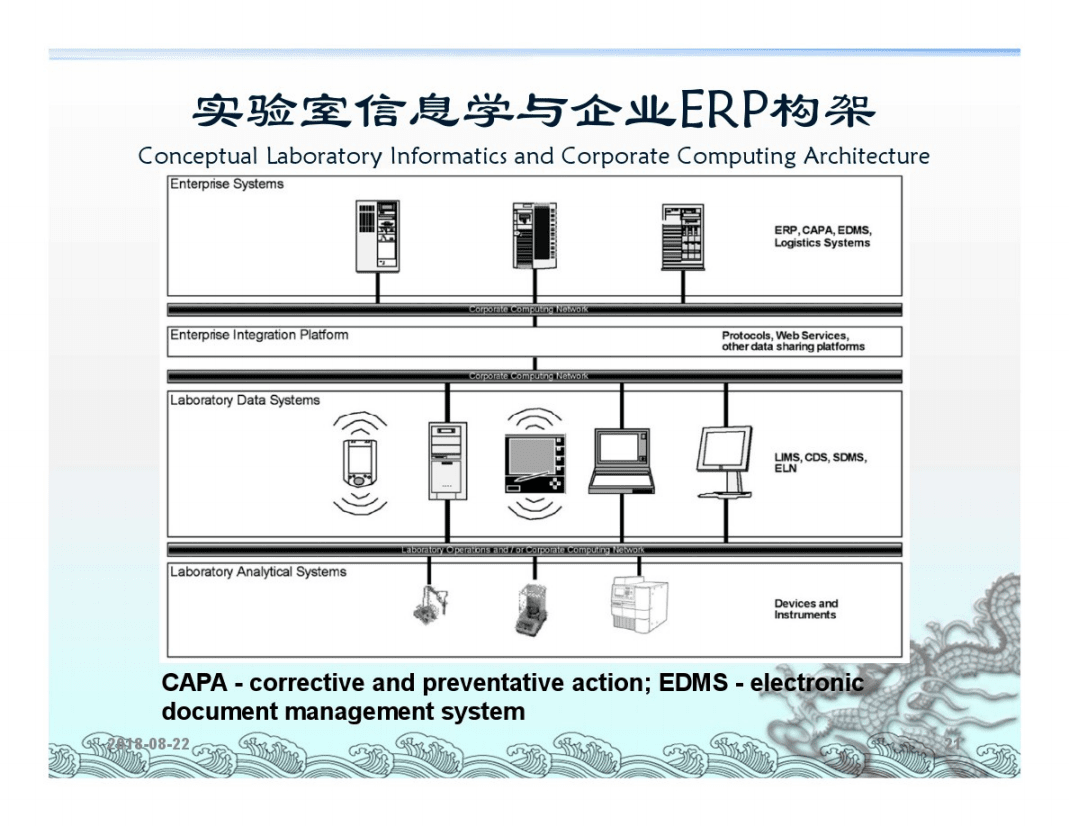 实验室信息学与企业ERP构架
Conceptual Laboratory Informatics and Corporate Computing Architecture
Enterprise Systems
ERP, CAPA, EDMS,
Logistics Systems
Corporate Computing Network
Enterprise Integration Platform
Protocols, Web Services,
other data sharing platforms
Corporate Computing Network
Laboratory Data Systems
LIMS, CDS, SDMS,
ELN
Laboratory Operations and / or Corporate Computing Network
Laboratory Analytical Systems
Devices and
Instruments
CAPA - corrective and preventative action; EDMS - electronic
document management system
2018-08-22
21